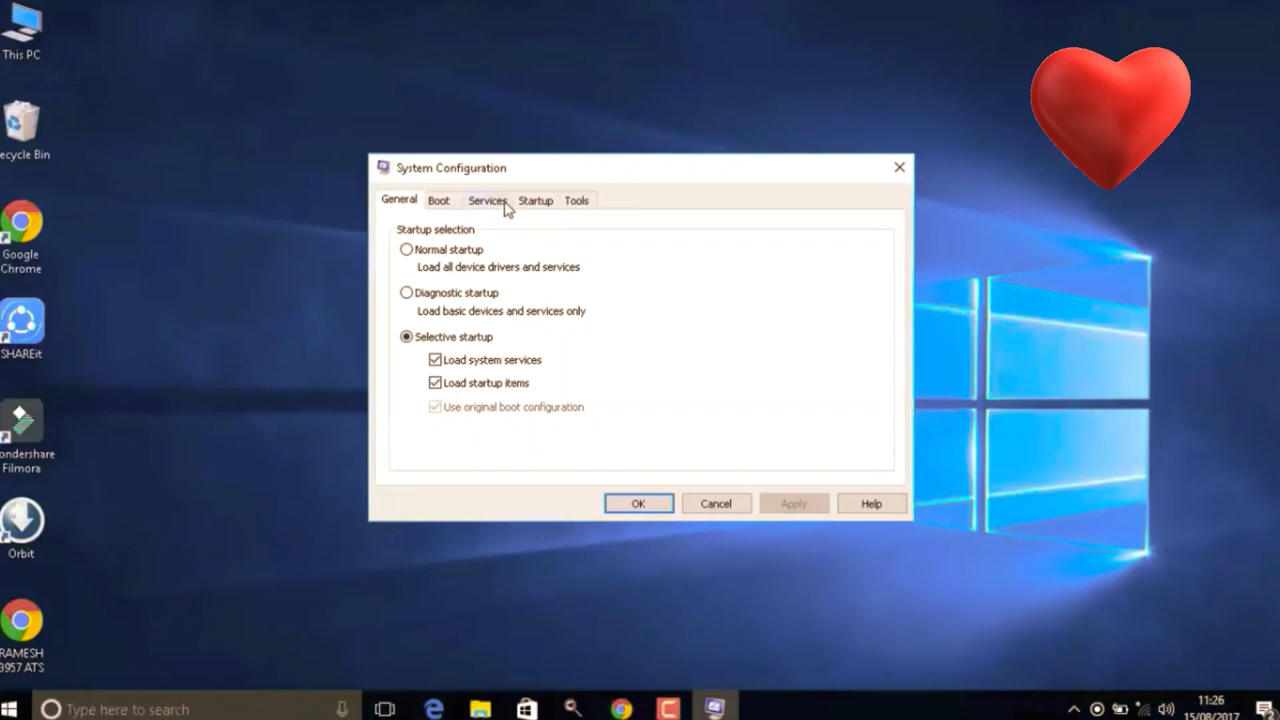 This PC
ecycle Bin
Google
Chrome
SHAREit
ondershare
Filmora
Orbit
RAMESH
3957 ATS
System Configuration
General Boot Services Startup Tools
Startup selection
Normal startup
Load all device drivers and services
Diagnostic startup
Load basic devices and services only
Selective startup
Load system services
Load startup items
Use original boot configuration
OK Cancel Apply Help
Type here to search
11:26
15/08/2017